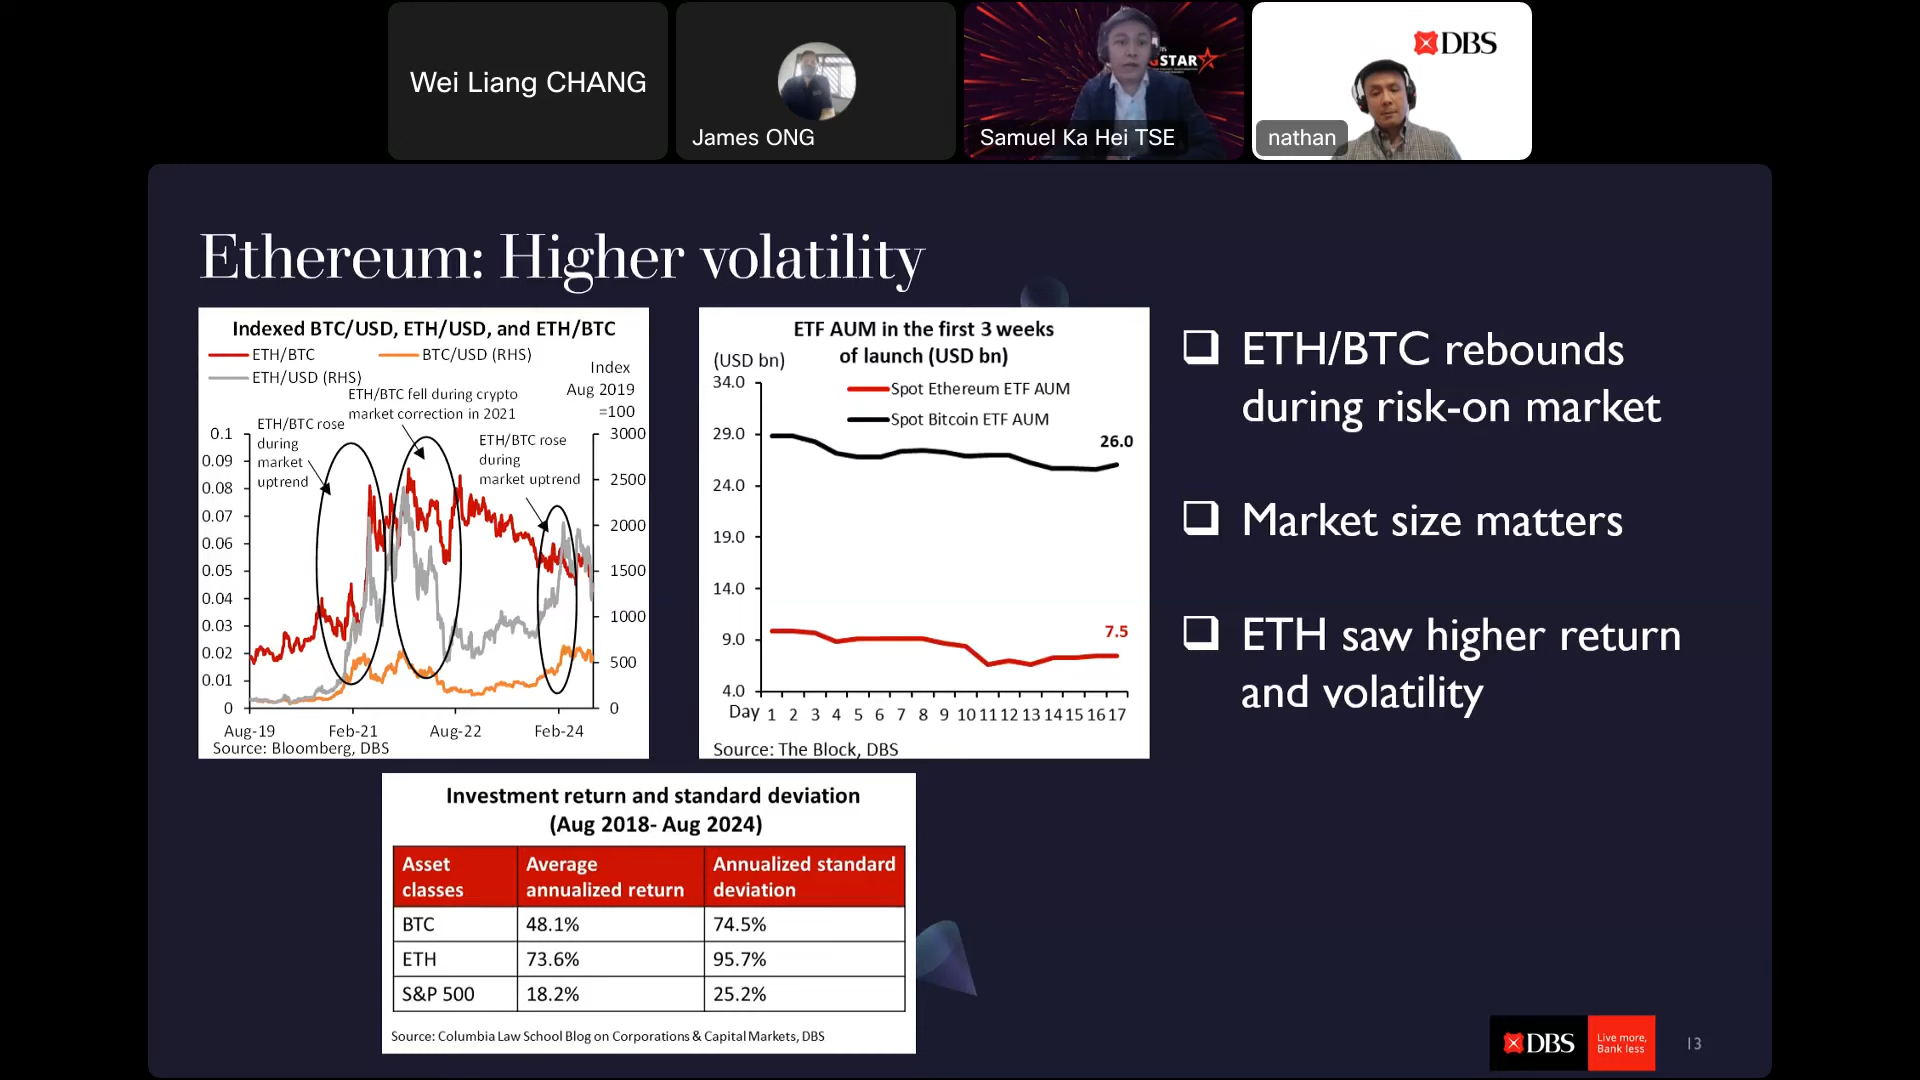 Wei Liang CHANG
James ONG
GSTAR
Samuel Ka Hei TSE
DBS
nathan
Ethereum: Higher volatility
Indexed BTC/USD, ETH/USD, and ETH/BTC
ETH/BTC
BTC/USD (RHS)
ETH/USD (RHS)
Index
Aug 2019
=100
ETH/BTC fell during crypto
market correction in 2021
ETH/BTC rose
during
market
uptrend
ETH/BTC rose
during
market uptrend
0.1
0.09
0.08
0.07
0.06
0.05
0.04
0.03
0.02
0.01
0
3000
2500
2000
1500
1000
500
0
Aug-19 Feb-21 Aug-22 Feb-24
Source: Bloomberg, DBS
ETF AUM in the first 3 weeks
of launch (USD bn)
(USD bn)
34.0
29.0
24.0
19.0
14.0
9.0
4.0
Spot Ethereum ETF AUM
Spot Bitcoin ETF AUM
26.0
7.5
Day 1 2 3 4 5 6 7 8 9 10 11 12 13 14 15 16 17
Source: The Block, DBS
ETH/BTC rebounds
during risk-on market
Market size matters
ETH saw higher return
and volatility
Investment return and standard deviation
(Aug 2018- Aug 2024)
Asset classes Average annualized return Annualized standard deviation
BTC 48.1% 74.5%
ETH 73.6% 95.7%
S&P 500 18.2% 25.2%
Source: Columbia Law School Blog on Corporations & Capital Markets, DBS
DBS
Live more,
Bank less
13